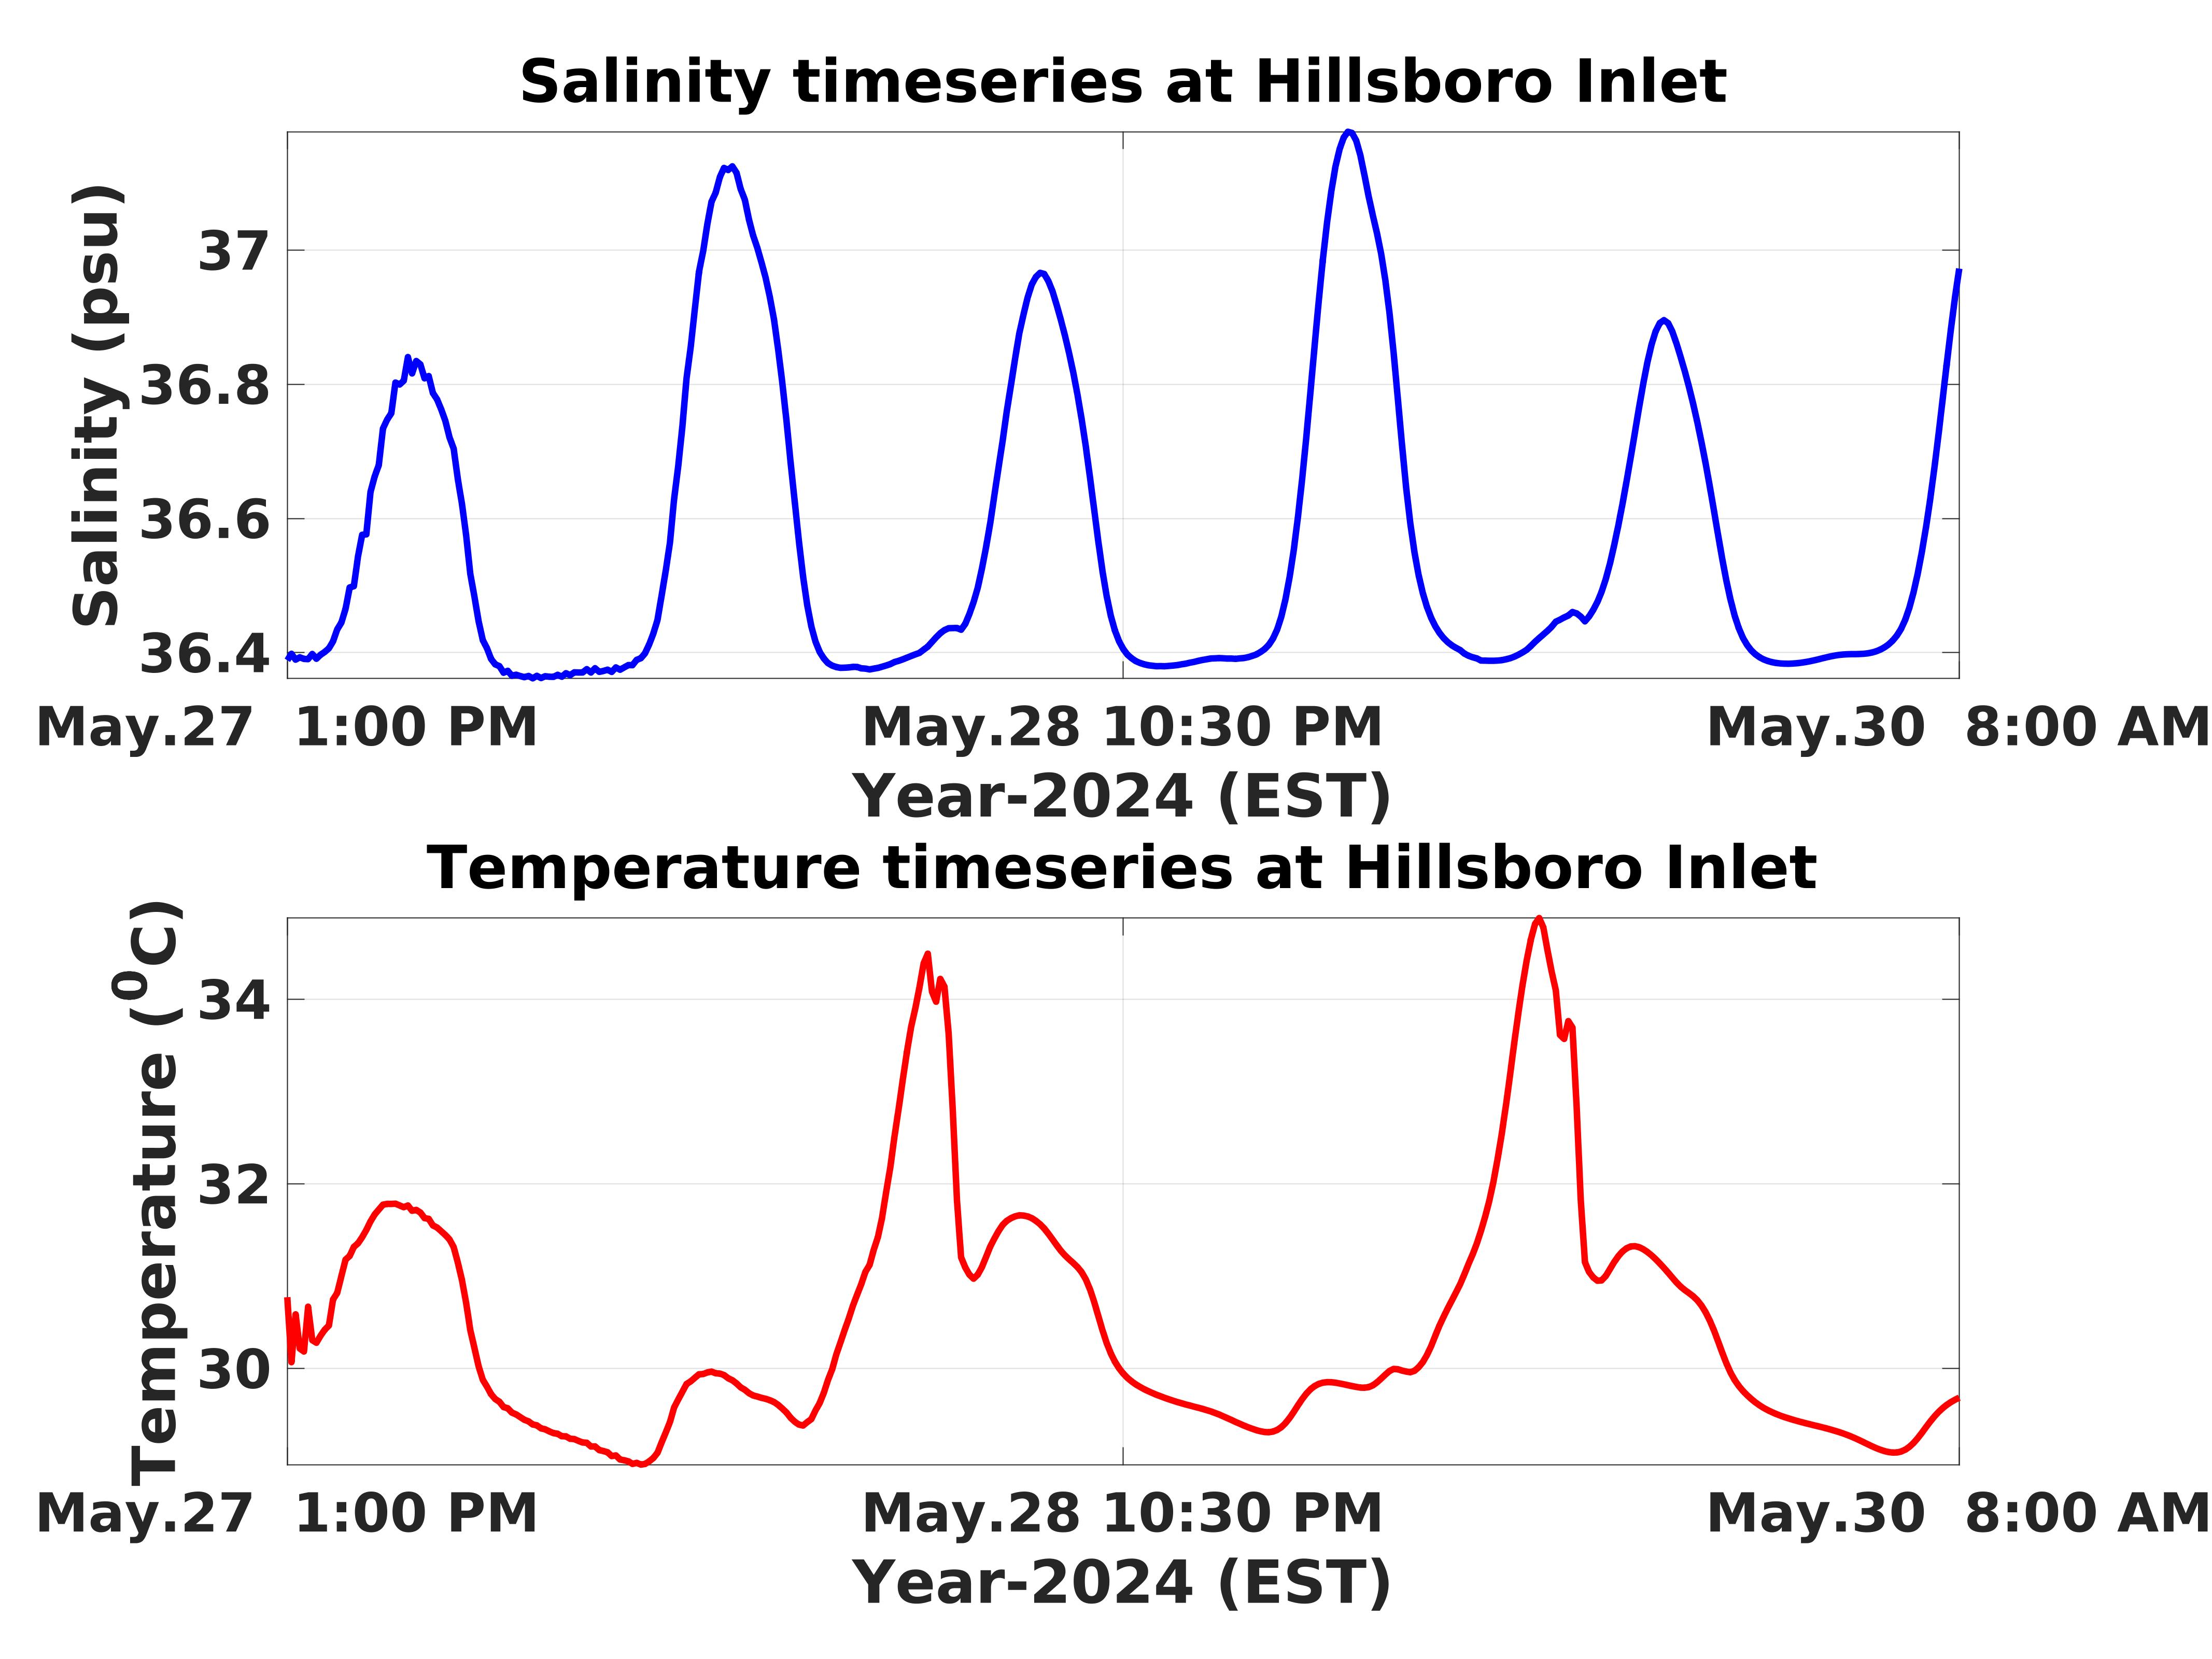 Salinity timeseries at Hillsboro Inlet
Salinity (psu)
37
36.8
36.6
36.4
May.27  1:00 PM
May.28 10:30 PM
May.30  8:00 AM
Year-2024 (EST)
Temperature timeseries at Hillsboro Inlet
Temperature (⁰C)
34
32
30
May.27  1:00 PM
May.28 10:30 PM
May.30  8:00 AM
Year-2024 (EST)